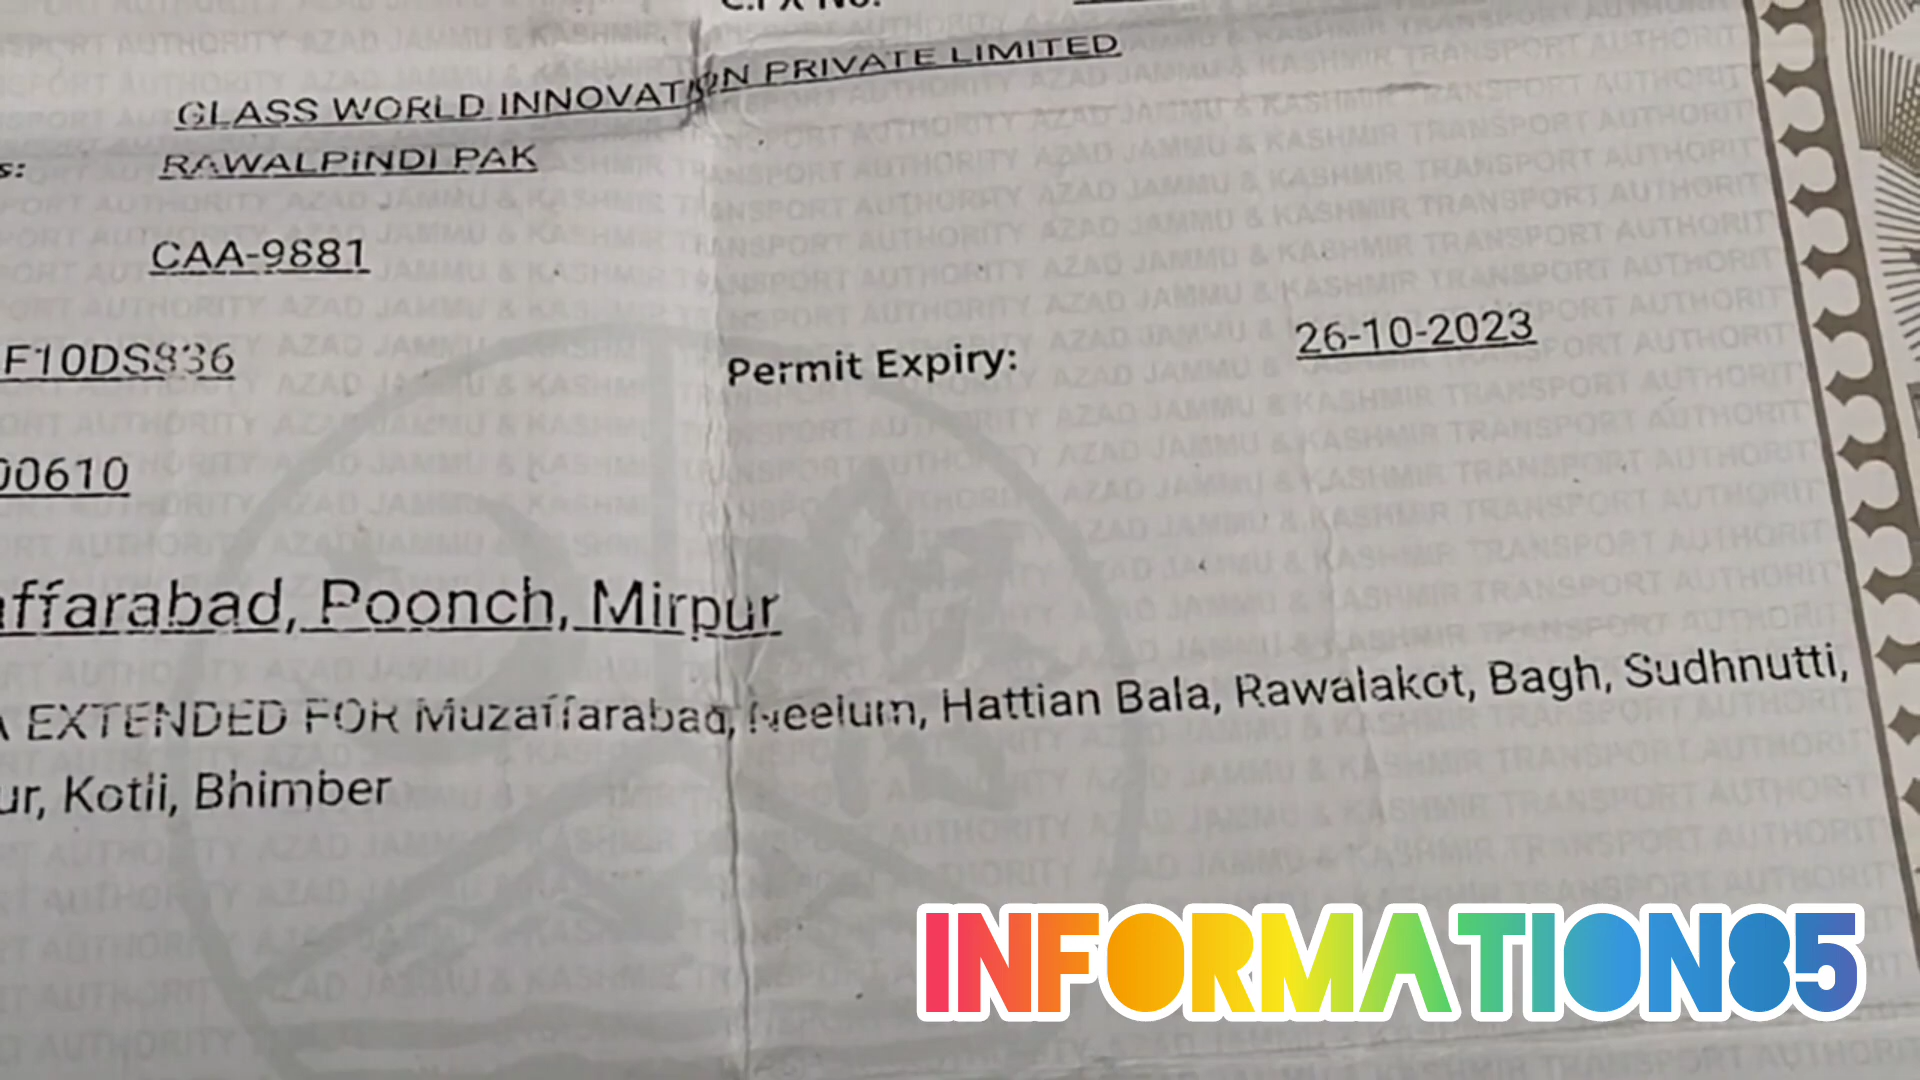 GLASS WORLD INNOVATION PRIVATE LIMITED
RAWALPINDI PAK
CAA-9881
F10DS836
Permit Expiry: 26-10-2023
00610
affarabad, Poonch, Mirpur
A EXTENDED FOR Muzaffarabad, Neelum, Hattian Bala, Rawalakot, Bagh, Sudhnutti,
ur, Kotli, Bhimber
AZAD JAMMU & KASHMIR TRANSPORT AUTHORITY
INFORMATION85